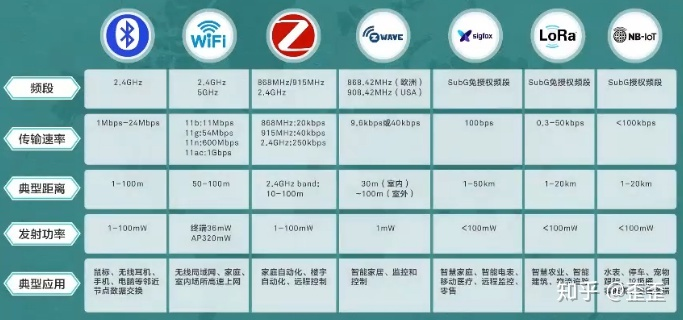 WiFi
Z WAVE
sigfox
LoRa
NB-IoT
频段
2.4GHz
2.4GHz
5GHz
868MHz/915MHz
2.4GHz
868.42MHz（欧洲）
908.42MHz（USA）
SubG免授权频段
SubG免授权频段
SubG授权频段
传输速率
1Mbps-24Mbps
11b:11Mbps
11g:54Mbps
11n:600Mbps
11ac:1Gbps
868MHz:20kbps
915MHz:40kbps
2.4GHz:250kbps
9.6kbps或40kbps
100bps
0.3-50kbps
<100kbps
典型距离
1-100m
50-100m
2.4GHz band:
10-100m
30m（室内）
-100m（室外）
1-50km
1-20km
1-20km
发射功率
1-100mW
终端36mW
AP320mW
1-100mW
1mW
<100mW
<100mW
<100mW
典型应用
鼠标、无线耳机、
手机、电脑等邻近
节点数据交换
无线局域网、家庭、
室内场所高速上网
家庭自动化、楼宇
自动化、远程控制
智能家居、监控和
控制
智慧家庭、智能电表、
移动医疗、远程监控、
零售
智慧农业、智能
建筑、物流追踪
水表、停车、宠物
知乎 @歪歪